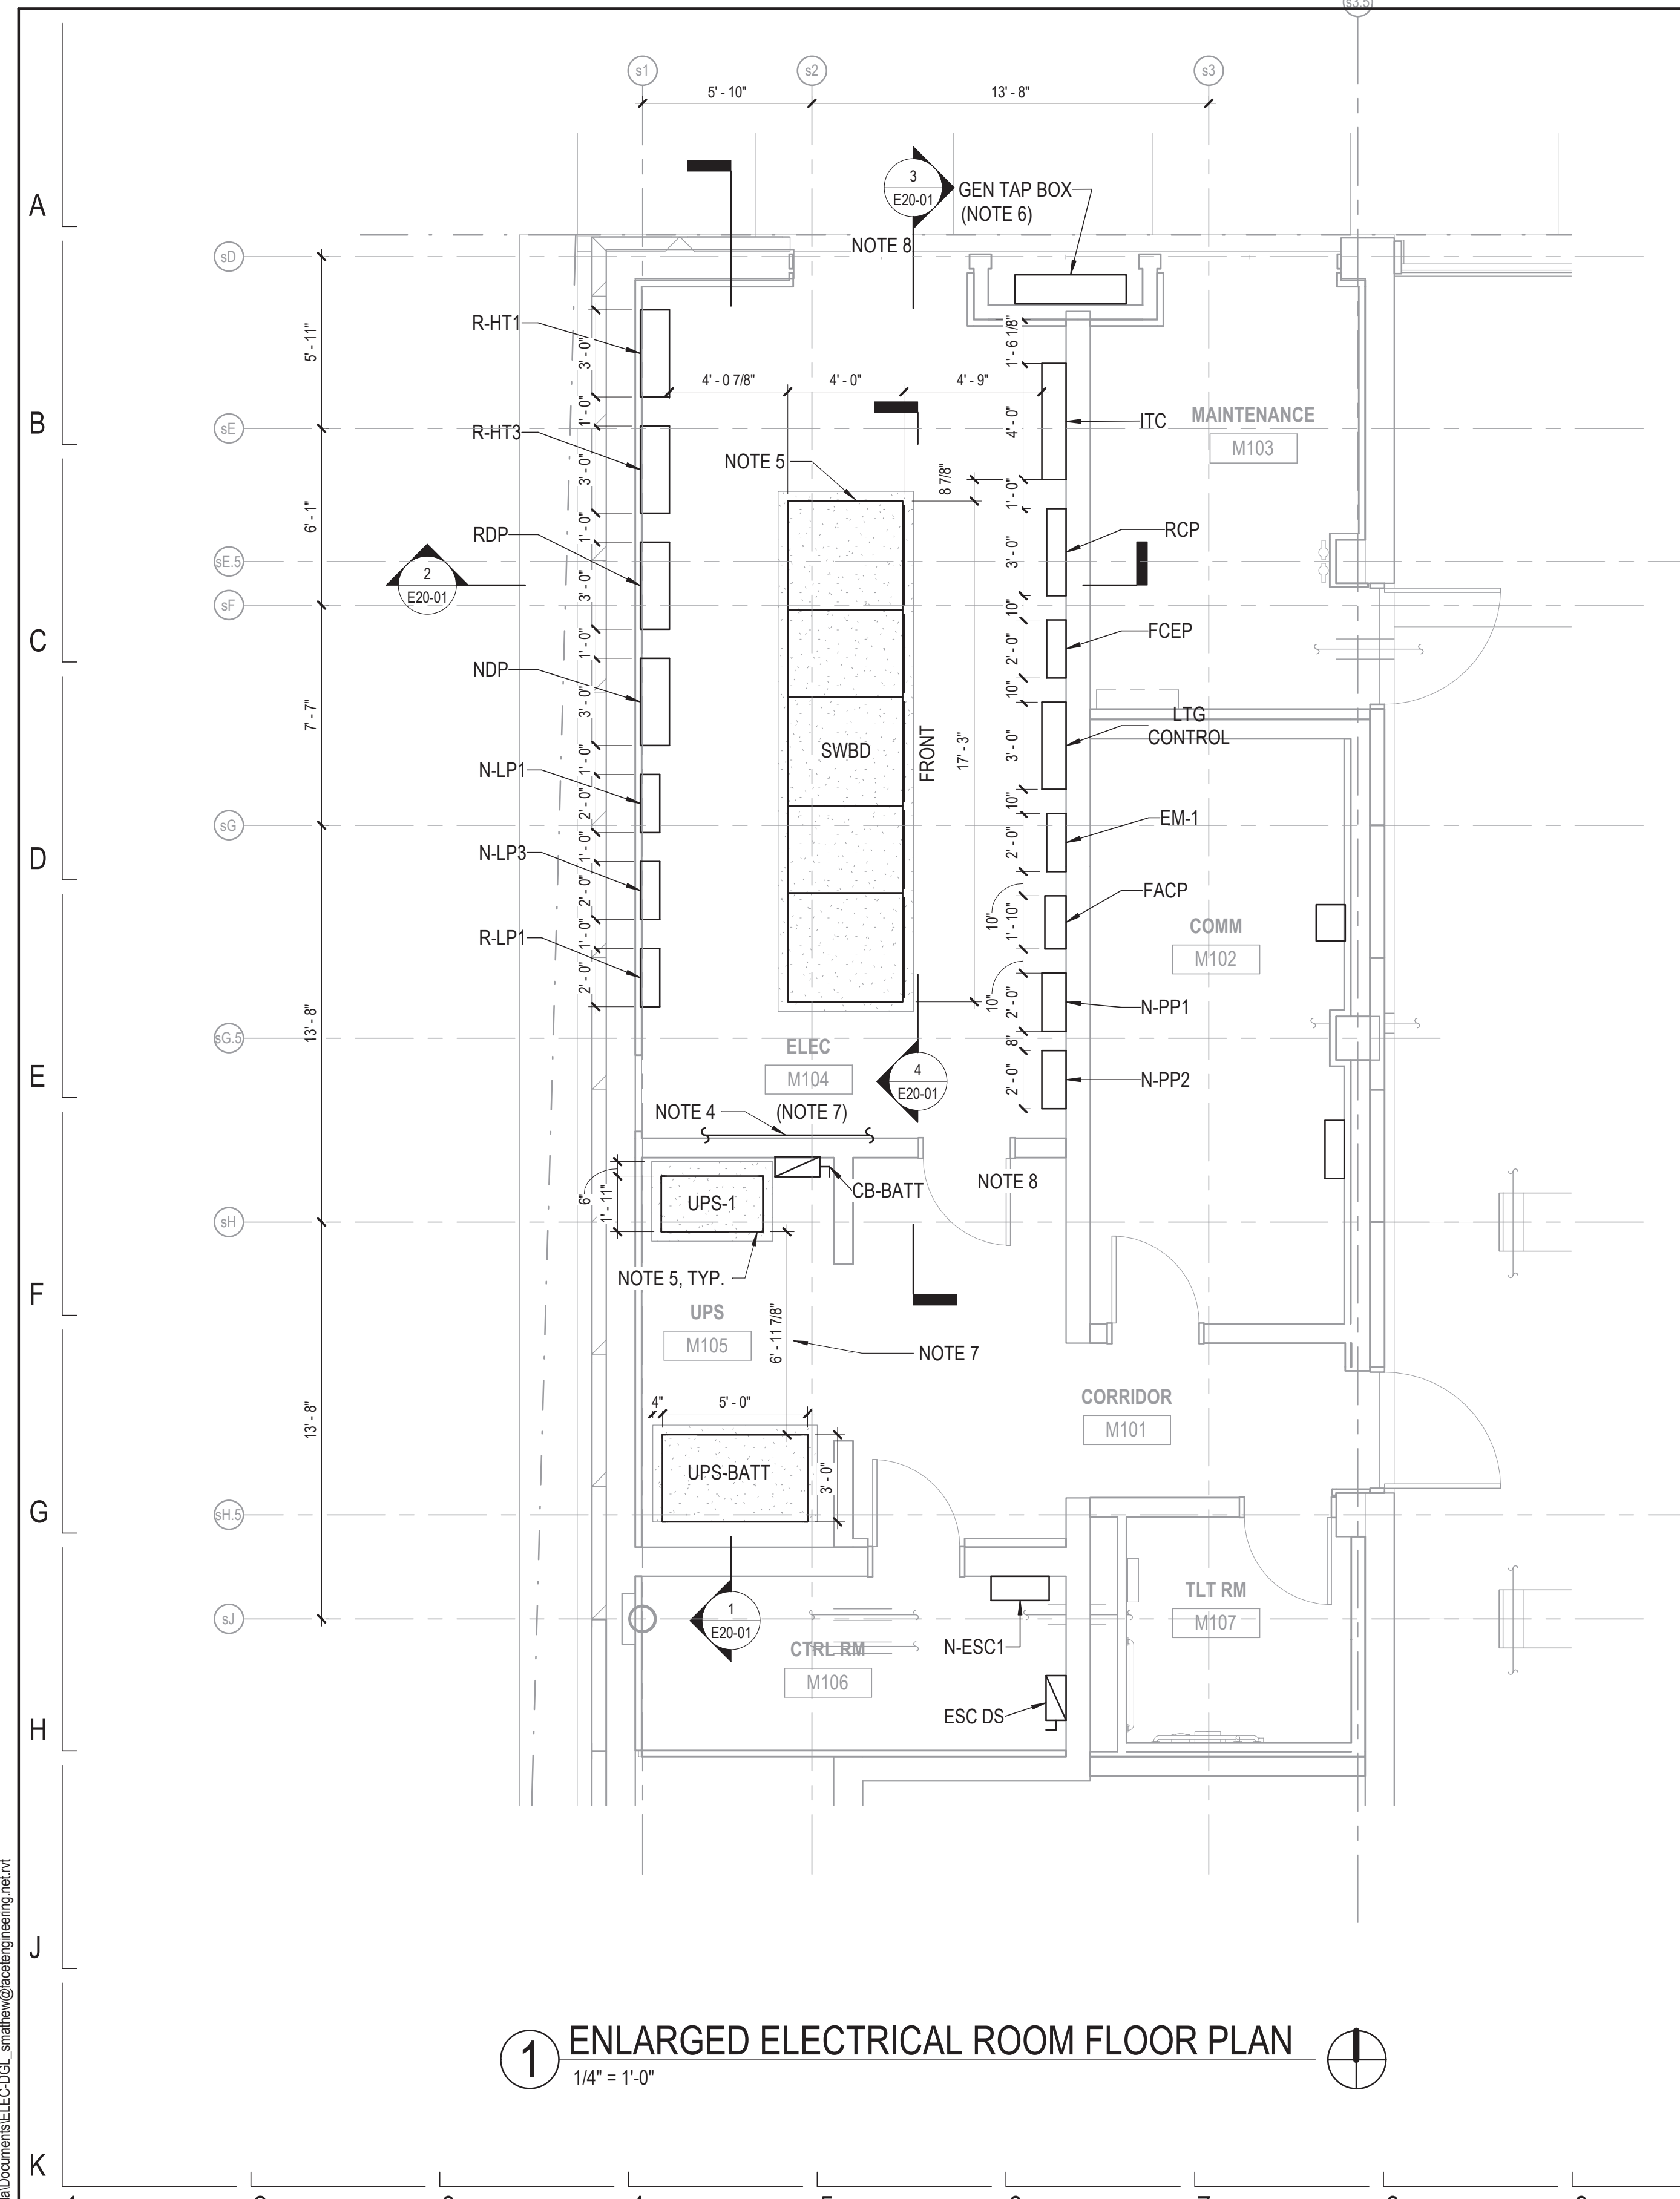 s3.5
s1
s2
s3
5' - 10"
13' - 8"
A
3
E20-01
GEN TAP BOX
(NOTE 6)
NOTE 8
sD
5' - 11"
R-HT1
3' - 0"
1' - 6 1/8"
4' - 0 7/8"
4' - 0"
4' - 9"
B
sE
1' - 0"
R-HT3
3' - 0"
NOTE 5
8 7/8"
4' - 0"
ITC
MAINTENANCE
M103
1' - 0"
6' - 1"
RDP
1' - 0"
3' - 0"
RCP
3' - 0"
sE.5
2
E20-01
sF
C
1' - 0"
10"
FCEP
2' - 0"
NDP
3' - 0"
10"
7' - 7"
SWBD
FRONT
17' - 3"
LTG
CONTROL
3' - 0"
1' - 0"
N-LP1
2' - 0"
10"
EM-1
2' - 0"
sG
D
1' - 0"
N-LP3
2' - 0"
10"
FACP
1' - 10"
COMM
M102
1' - 0"
R-LP1
2' - 0"
10"
2' - 0"
N-PP1
13' - 8"
sG.5
E
8"
ELEC
M104
4
E20-01
2' - 0"
N-PP2
NOTE 4
(NOTE 7)
6"
1' - 11"
UPS-1
CB-BATT
NOTE 8
sH
F
NOTE 5, TYP.
UPS
M105
6' - 11 7/8"
NOTE 7
13' - 8"
4"
5' - 0"
CORRIDOR
M101
UPS-BATT
3' - 0"
G
sH.5
TLT RM
M107
sJ
1
E20-01
N-ESC1
CTRL RM
M106
ESC DS
H
J
1
ENLARGED ELECTRICAL ROOM FLOOR PLAN
1/4" = 1'-0"
K
\Documents\ELEC-DGL_smathew@facetengineering.net.rvt